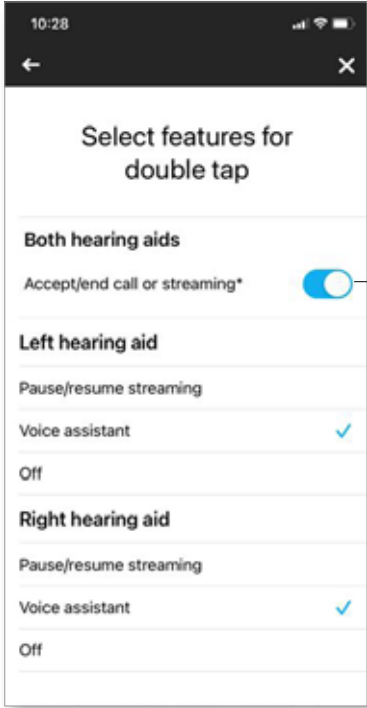 10:28
Select features for
double tap
Both hearing aids
Accept/end call or streaming*
Left hearing aid
Pause/resume streaming
Voice assistant
Off
Right hearing aid
Pause/resume streaming
Voice assistant
Off